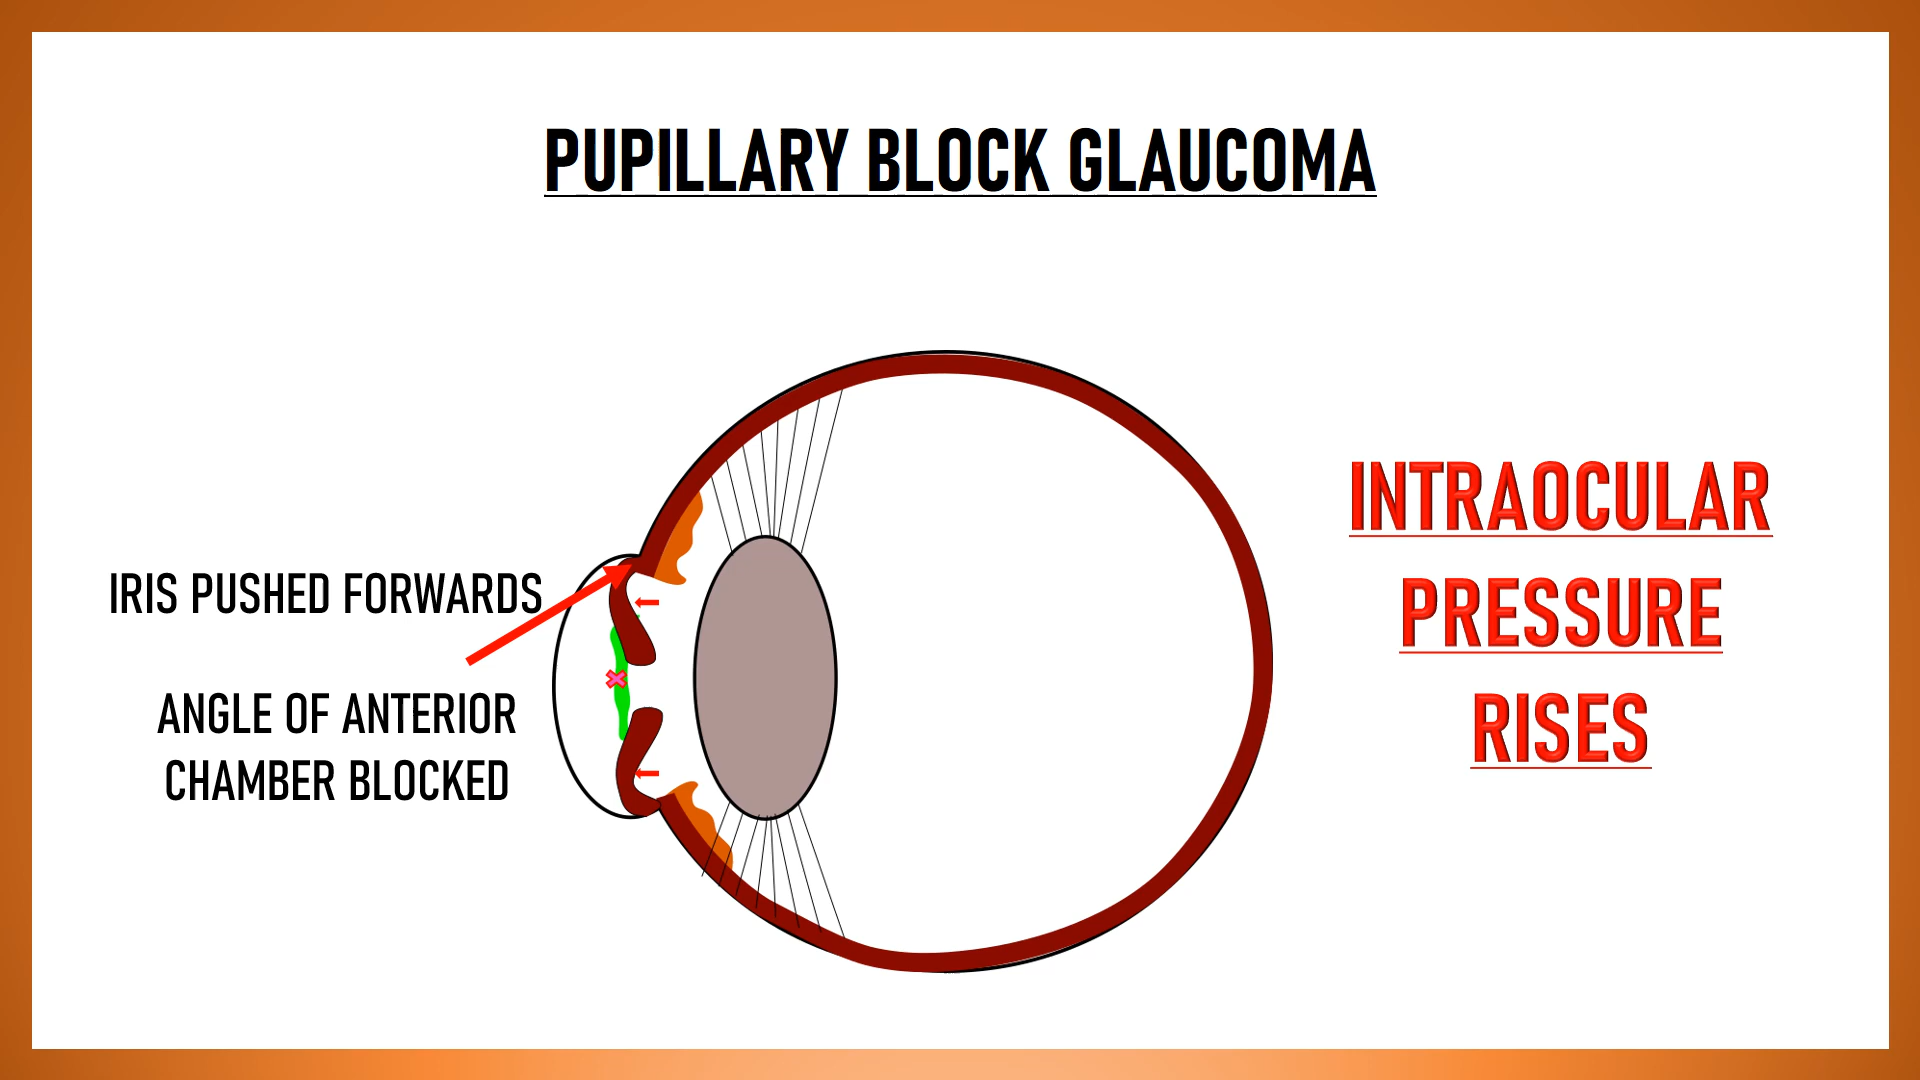 PUPILLARY BLOCK GLAUCOMA
IRIS PUSHED FORWARDS
ANGLE OF ANTERIOR
CHAMBER BLOCKED
INTRAOCULAR
PRESSURE
RISES